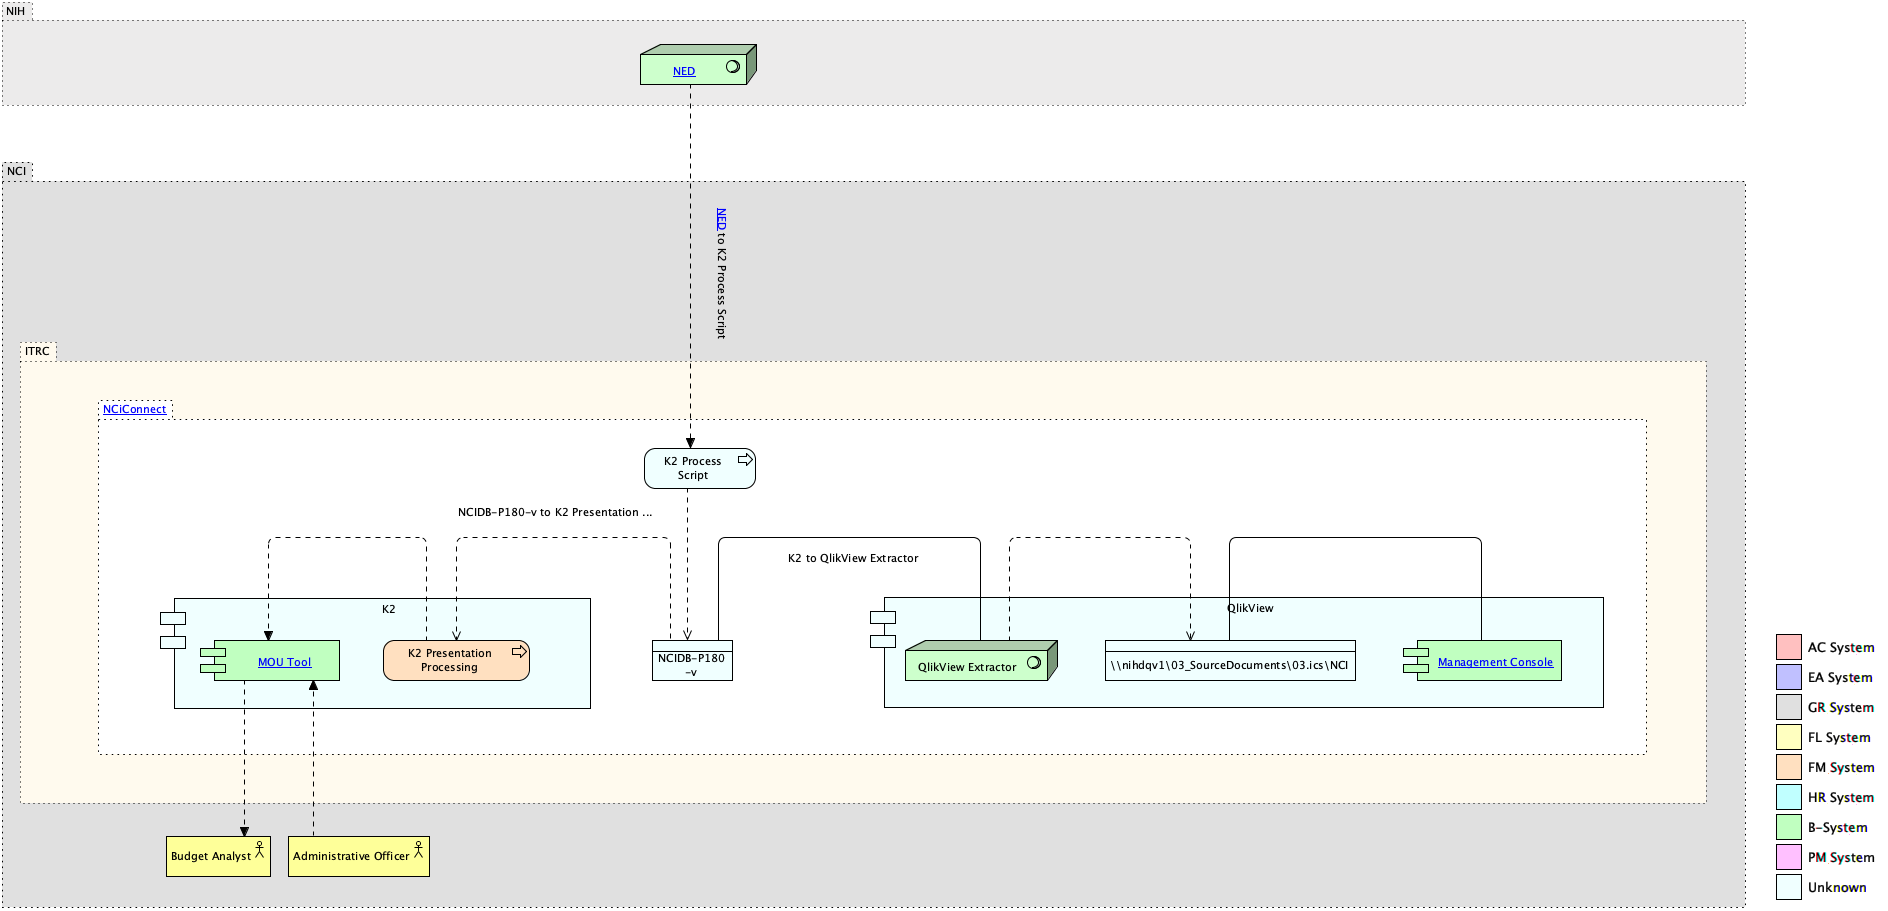 NIH
NED
NCI
NED to K2 Process Script
ITRC
NCiConnect
K2 Process
Script
NCIDB-P180-v to K2 Presentation ...
K2 to QlikView Extractor
K2
QlikView
MOU Tool
K2 Presentation
Processing
NCIDB-P180
-v
QlikView Extractor
\\nihdqv1\03_SourceDocuments\03.ics\NCI
Management Console
Budget Analyst
Administrative Officer
AC System
EA System
GR System
FL System
FM System
HR System
B-System
PM System
Unknown